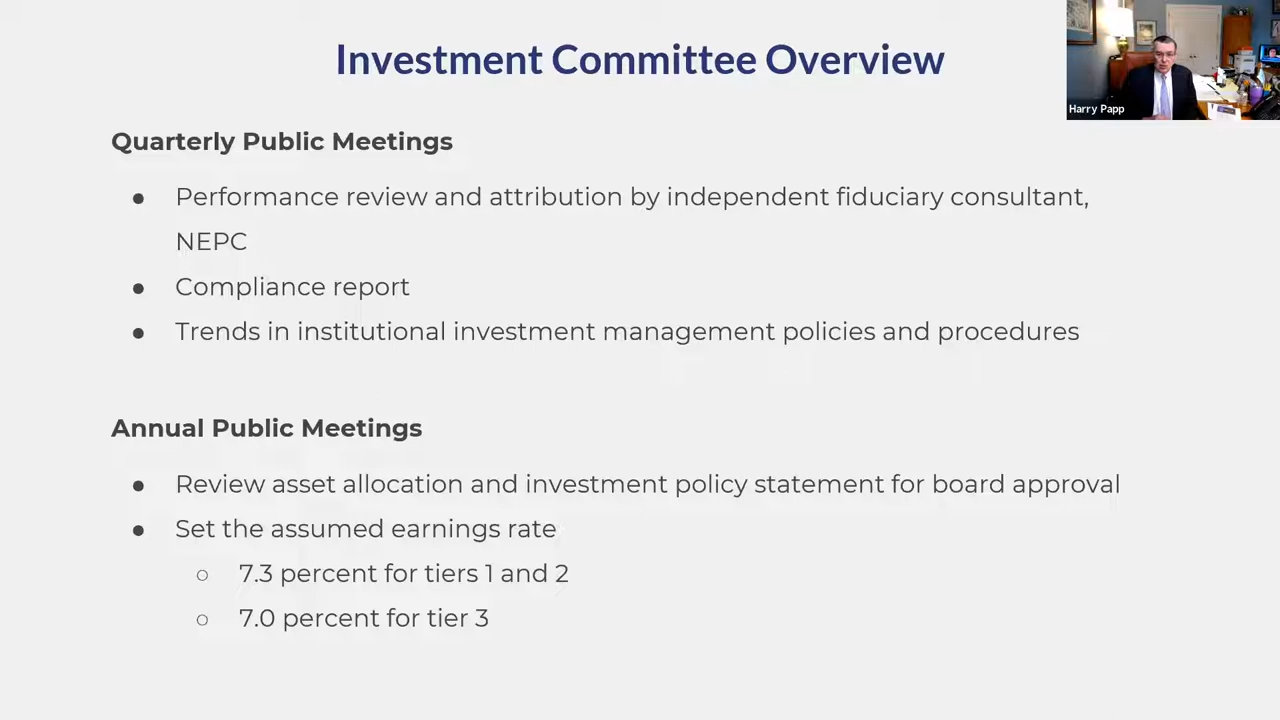 Investment Committee Overview
Harry Papp
Quarterly Public Meetings
● Performance review and attribution by independent fiduciary consultant,
NEPC
● Compliance report
● Trends in institutional investment management policies and procedures
Annual Public Meetings
● Review asset allocation and investment policy statement for board approval
● Set the assumed earnings rate
○ 7.3 percent for tiers 1 and 2
○ 7.0 percent for tier 3